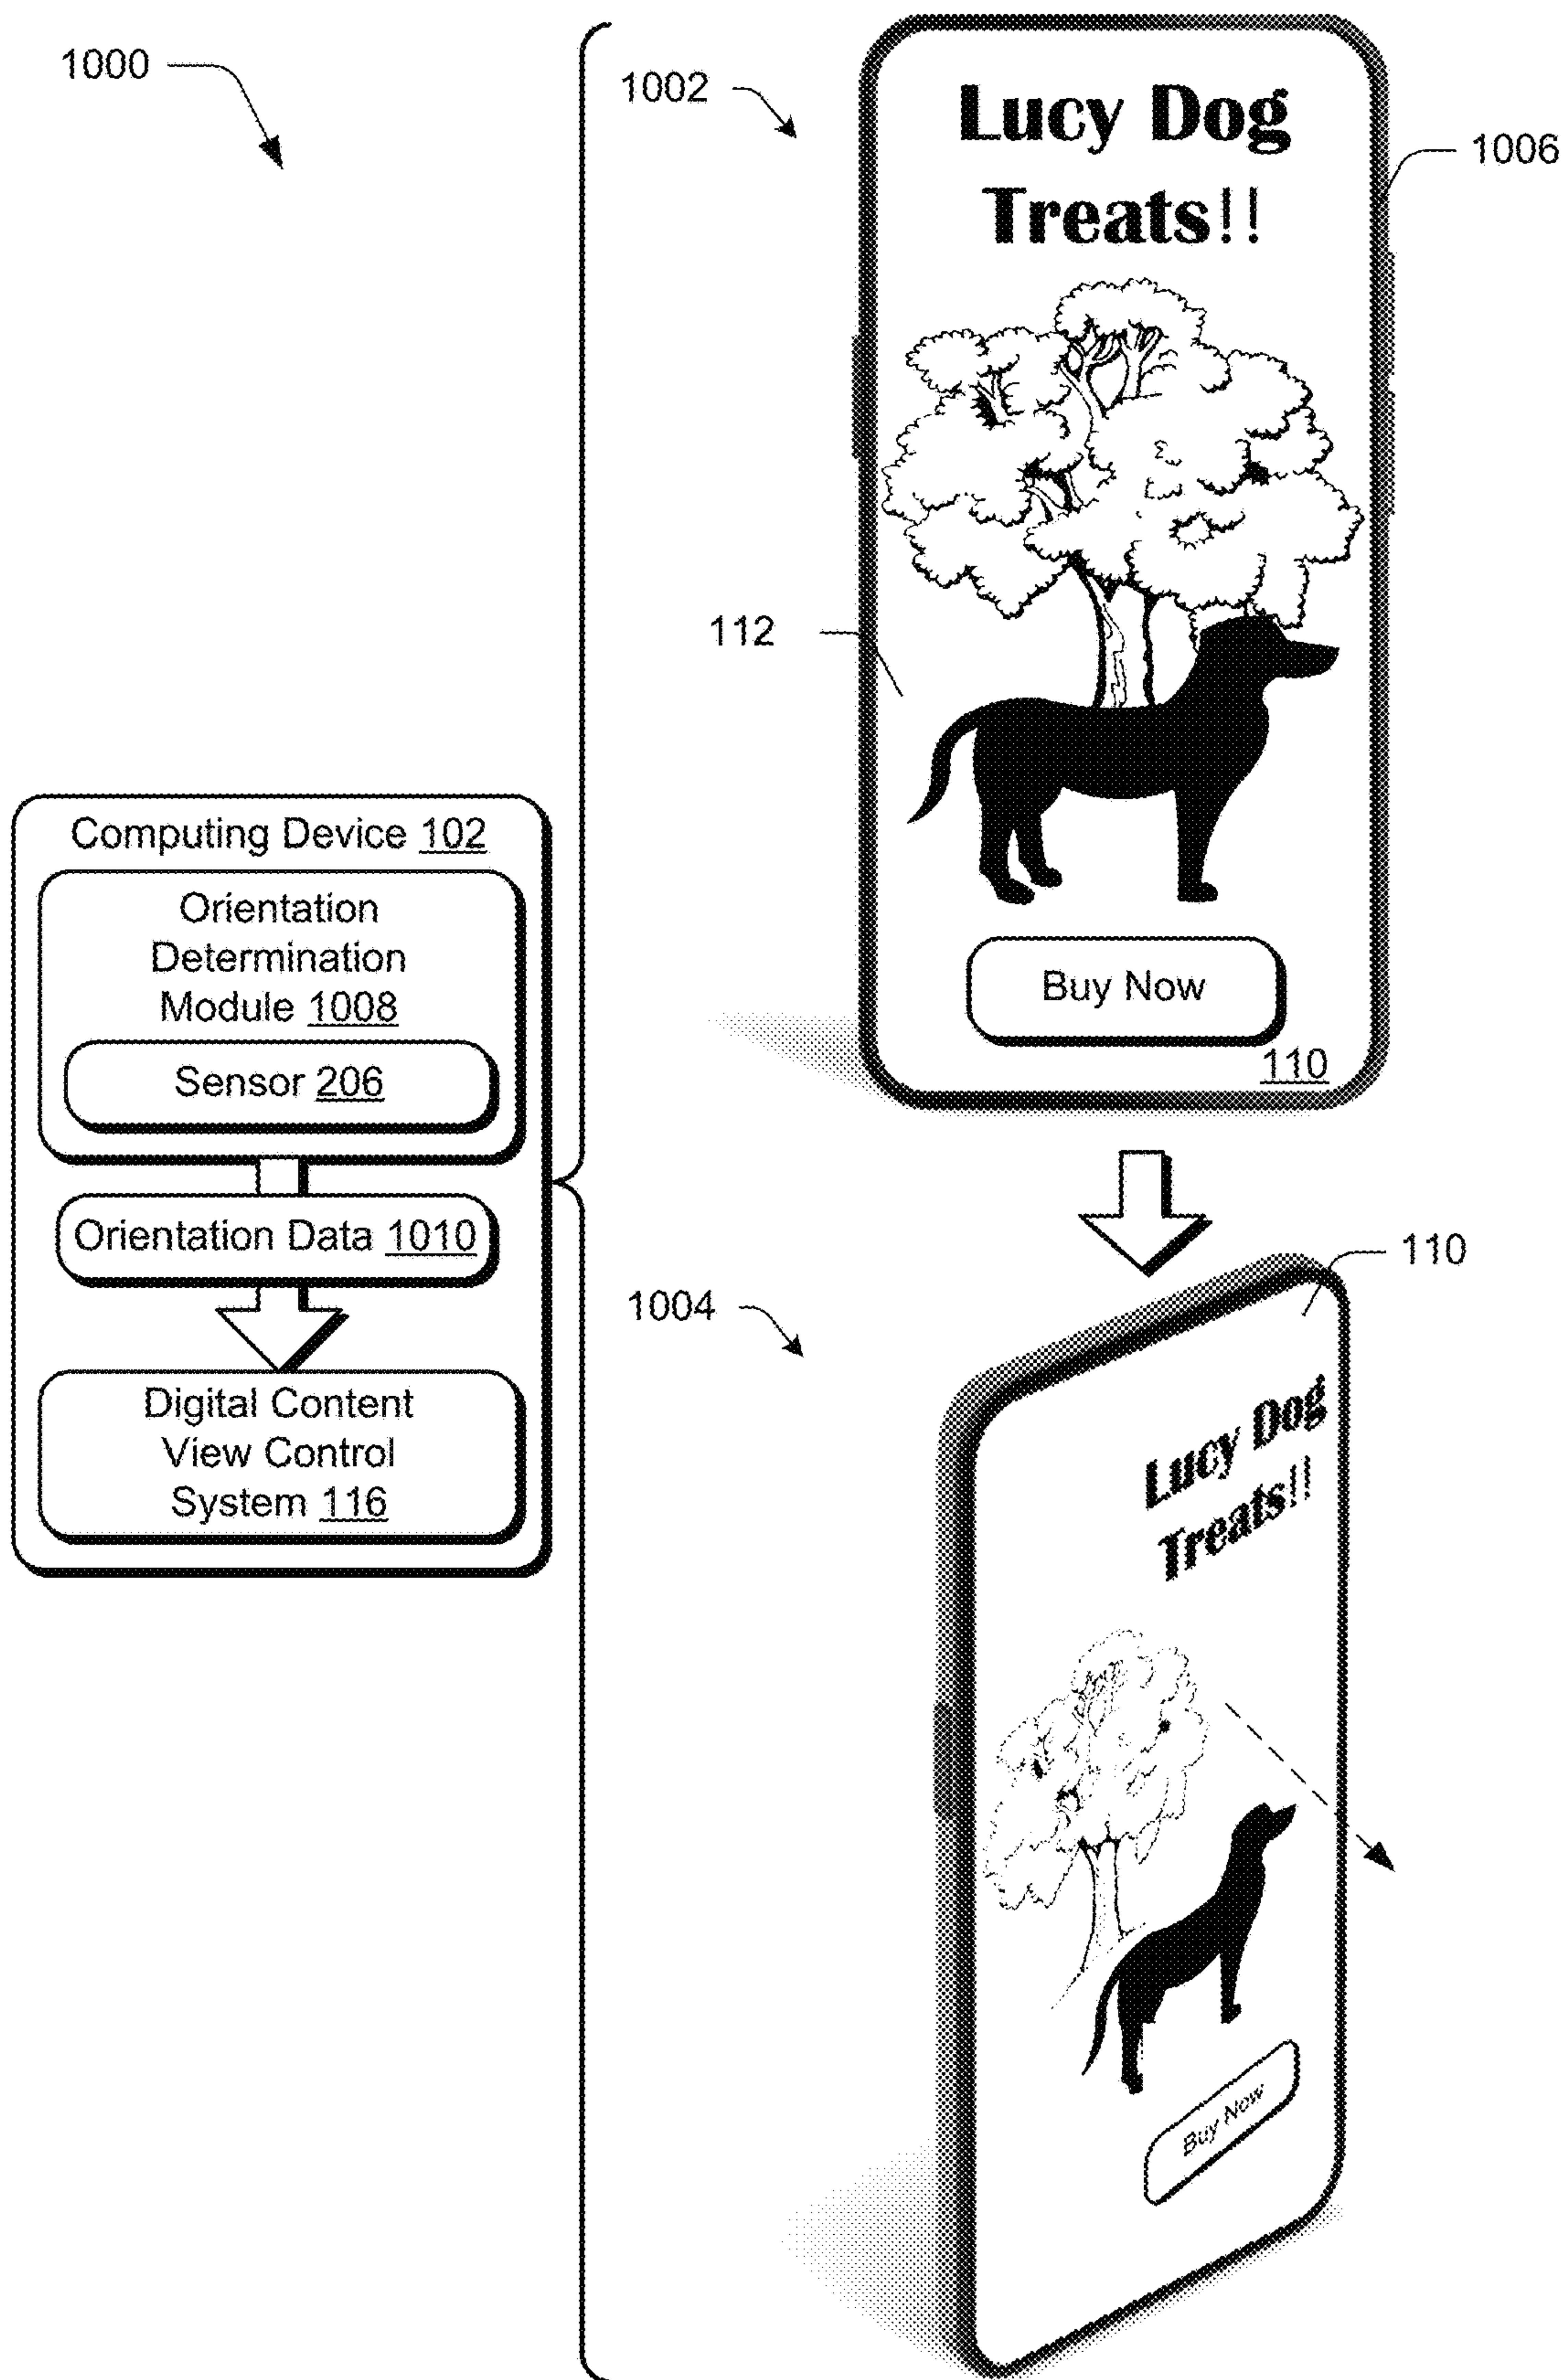 1000
1002
Lucy Dog
Treats!!
1006
112
Buy Now
110
Computing Device 102
Orientation
Determination
Module 1008
Sensor 206
Orientation Data 1010
Digital Content
View Control
System 116
1004
110
Lucy Dog
Treats!!
Buy Now